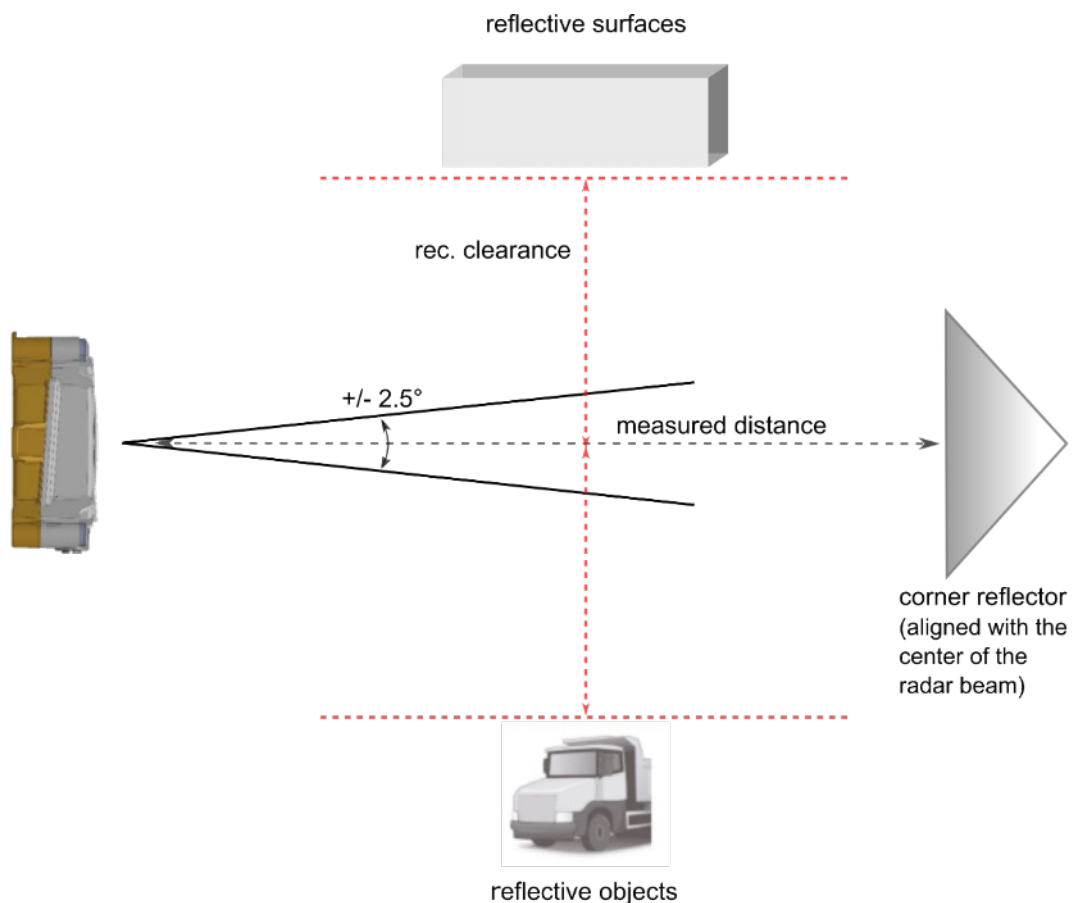 reflective surfaces
rec. clearance
+/- 2.5°
measured distance
corner reflector
(aligned with the
center of the
radar beam)
reflective objects